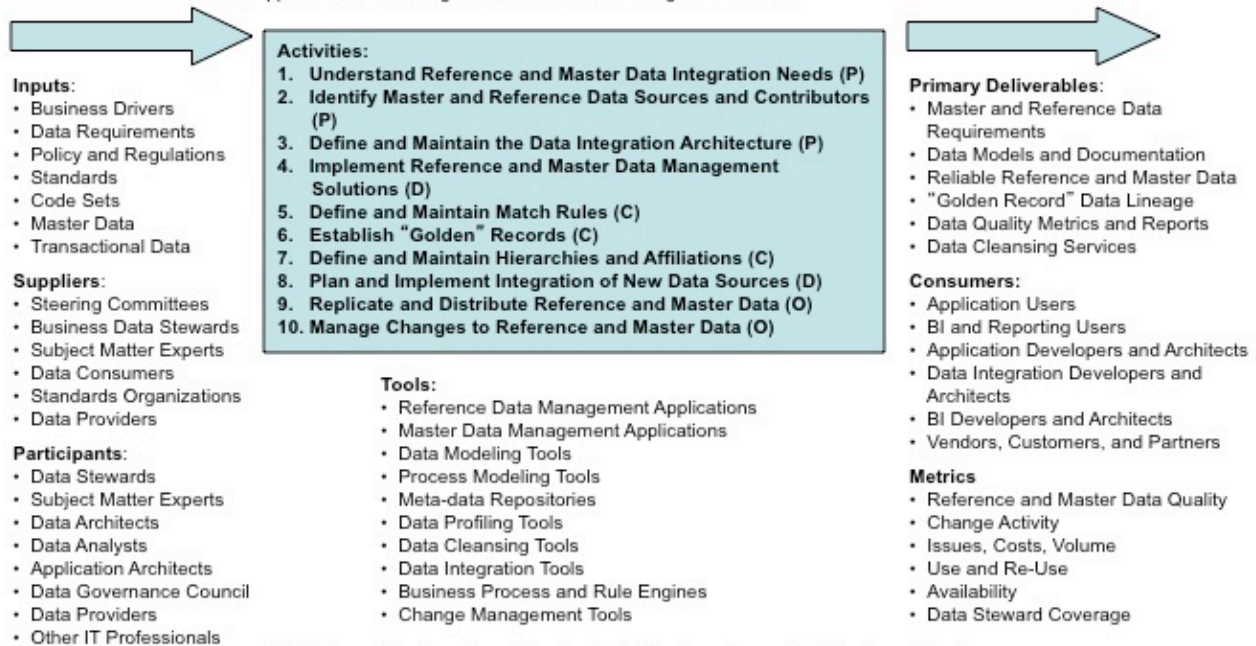 Inputs:
• Business Drivers
• Data Requirements
• Policy and Regulations
• Standards
• Code Sets
• Master Data
• Transactional Data
Suppliers:
• Steering Committees
• Business Data Stewards
• Subject Matter Experts
• Data Consumers
• Standards Organizations
• Data Providers
Participants:
• Data Stewards
• Subject Matter Experts
• Data Architects
• Data Analysts
• Application Architects
• Data Governance Council
• Data Providers
• Other IT Professionals
Activities:
1. Understand Reference and Master Data Integration Needs (P)
2. Identify Master and Reference Data Sources and Contributors
(P)
3. Define and Maintain the Data Integration Architecture (P)
4. Implement Reference and Master Data Management
Solutions (D)
5. Define and Maintain Match Rules (C)
6. Establish “Golden” Records (C)
7. Define and Maintain Hierarchies and Affiliations (C)
8. Plan and Implement Integration of New Data Sources (D)
9. Replicate and Distribute Reference and Master Data (O)
10. Manage Changes to Reference and Master Data (O)
Tools:
• Reference Data Management Applications
• Master Data Management Applications
• Data Modeling Tools
• Process Modeling Tools
• Meta-data Repositories
• Data Profiling Tools
• Data Cleansing Tools
• Data Integration Tools
• Business Process and Rule Engines
• Change Management Tools
Primary Deliverables:
• Master and Reference Data
Requirements
• Data Models and Documentation
• Reliable Reference and Master Data
• “Golden Record” Data Lineage
• Data Quality Metrics and Reports
• Data Cleansing Services
Consumers:
• Application Users
• BI and Reporting Users
• Application Developers and Architects
• Data Integration Developers and
Architects
• BI Developers and Architects
• Vendors, Customers, and Partners
Metrics
• Reference and Master Data Quality
• Change Activity
• Issues, Costs, Volume
• Use and Re-Use
• Availability
• Data Steward Coverage